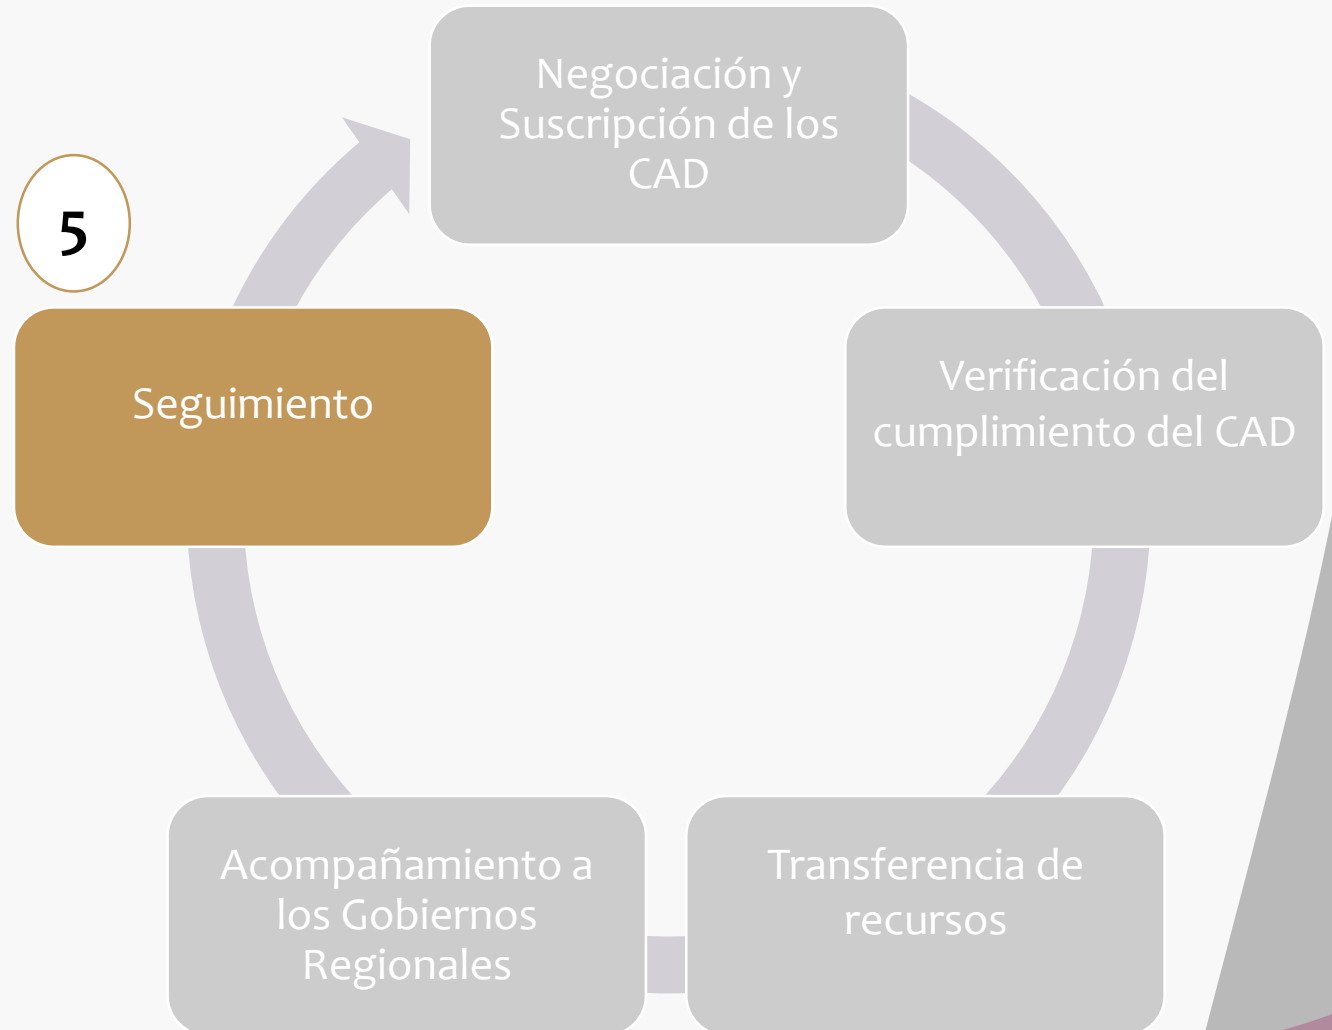 Negociación y
Suscripción de los
CAD
5
Seguimiento
Verificación del
cumplimiento del CAD
Acompañamiento a
los Gobiernos
Regionales
Transferencia de
recursos